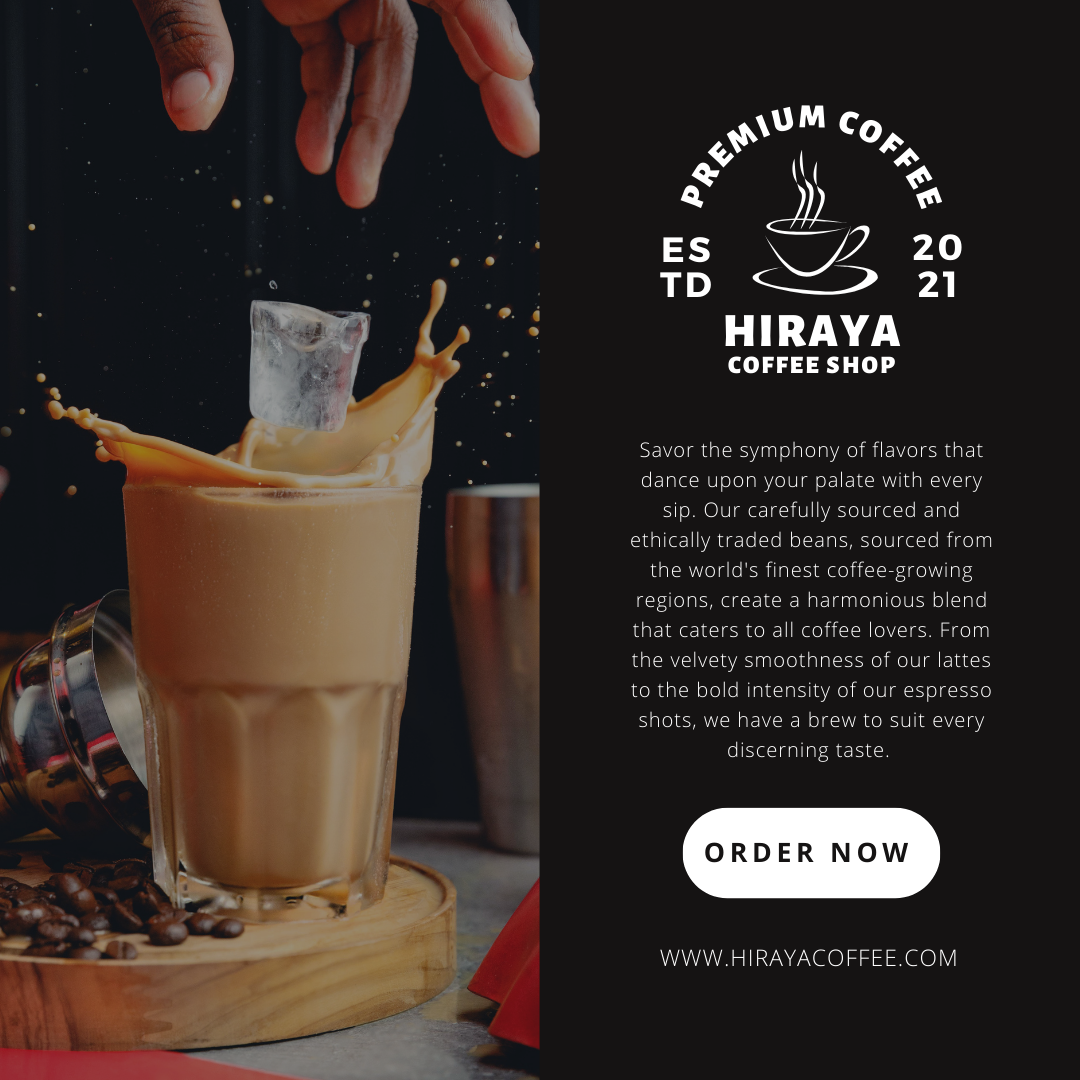 PREMIUM COFFEE
ES
TD
20
21
HIRAYA
COFFEE SHOP
Savor the symphony of flavors that
dance upon your palate with every
sip. Our carefully sourced and
ethically traded beans, sourced from
the world's finest coffee-growing
regions, create a harmonious blend
that caters to all coffee lovers. From
the velvety smoothness of our lattes
to the bold intensity of our espresso
shots, we have a brew to suit every
discerning taste.
ORDER NOW
WWW.HIRAYACOFFEE.COM